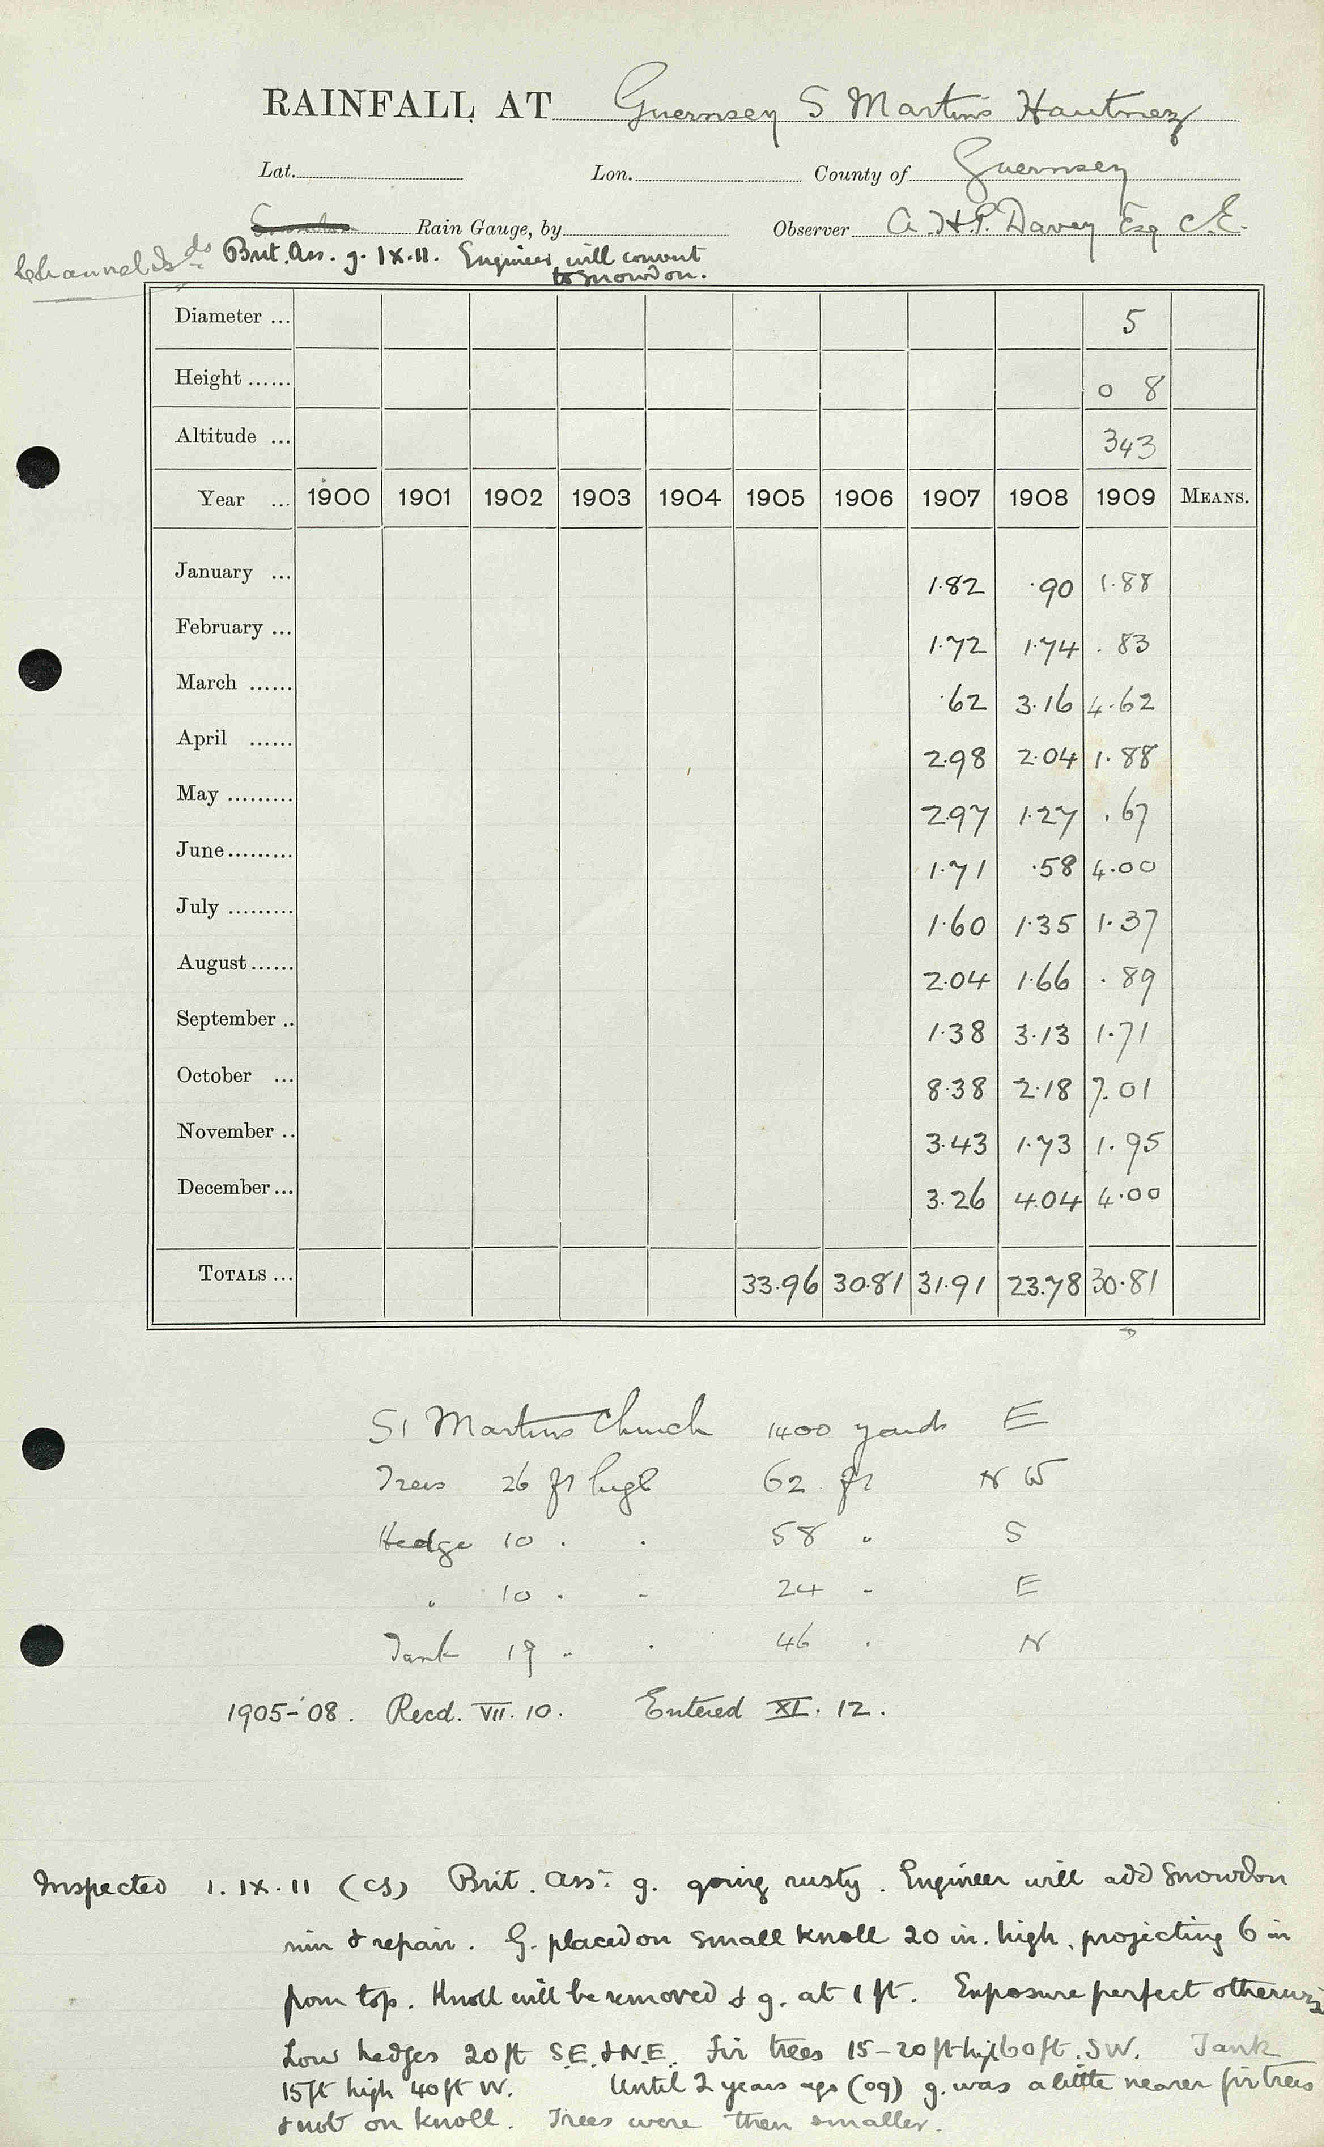 RAINFALL AT Guernsey S Martins Hautnez
Lat. Lon. County of Guernsey
Rain Gauge, by Observer A. H. P. Davey Esq C.E.
Channel Isds Brit. Ass. g. IX.11. Engineer will convert
to Snowdon.
Diameter ... 5
Height ...... 0 8
Altitude ... 343
Year ... 1900 1901 1902 1903 1904 1905 1906 1907 1908 1909 MEANS.
January ... 1.82 .90 1.88
February ... 1.72 1.74 .83
March ...... .62 3.16 4.62
April ...... 2.98 2.04 1.88
May ......... 2.97 1.27 .67
June ......... 1.71 .58 4.00
July ......... 1.60 1.35 1.37
August ...... 2.04 1.66 .89
September .. 1.38 3.13 1.71
October ... 8.38 2.18 7.01
November .. 3.43 1.73 1.95
December ... 3.26 4.04 4.00
TOTALS ... 33.96 30.81 31.91 23.78 30.81
St Martins Church 1400 yards E
Trees 26 ft high 62 ft N W
Hedge 10 " " 58 " S
" 10 " " 24 " E
Tank 19 " " 46 " N
1905-'08. Recd. VII. 10. Entered XI. 12.
Inspected 1. IX. 11 (CS) Brit. Assn. g. going rusty. Engineer will add Snowdon
rim & repair. G. placed on small knoll 20 in. high, projecting 6 in
from top. Knoll will be removed & g. at 1 ft. Exposure perfect otherwise
Low hedges 20 ft S.E. & N.E. Fir trees 15-20 ft high 60 ft. SW. Tank
15 ft high 40 ft W. Until 2 years ago (09) g. was a little nearer fir trees
& not on knoll. Trees were then smaller.